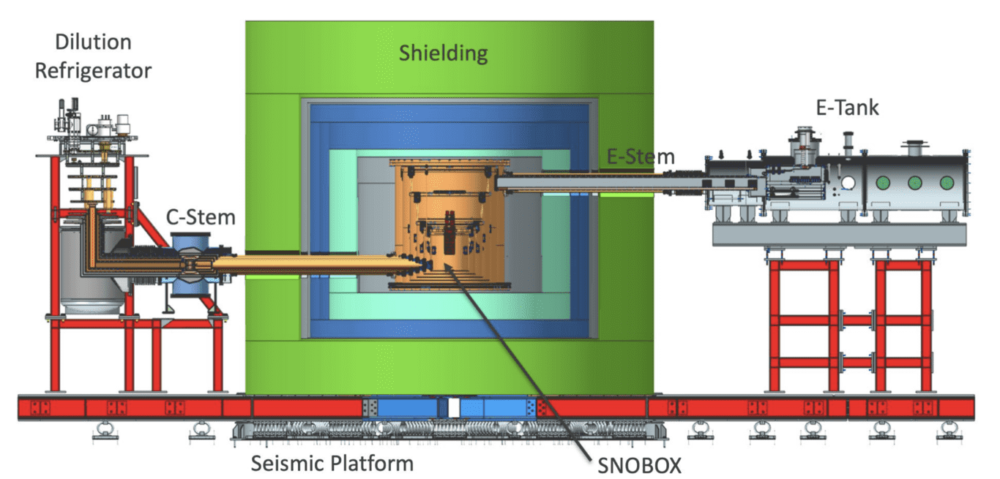 Dilution
Refrigerator
Shielding
E-Tank
E-Stem
C-Stem
Seismic Platform
SNOBOX